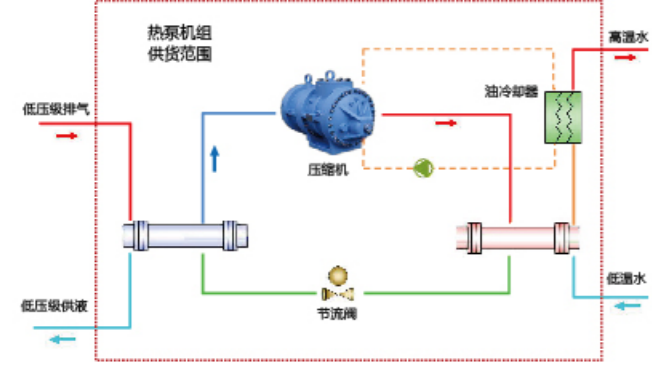 热泵机组
供货范围
高温水
油冷却器
低压级排气
压缩机
低温水
低压级供液
节流阀